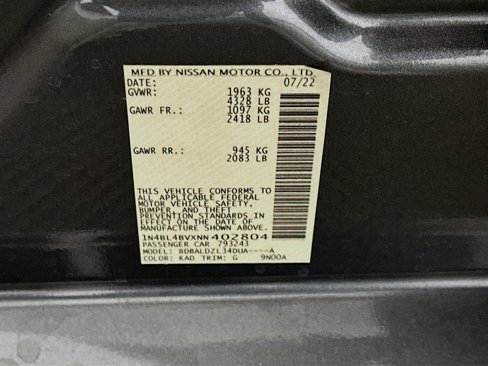 MFD BY NISSAN MOTOR CO., LTD.
DATE: 07/22
GVWR: 1963 KG
4328 LB
GAWR FR.: 1097 KG
2418 LB
GAWR RR.: 945 KG
2083 LB
THIS VEHICLE CONFORMS TO
ALL APPLICABLE FEDERAL
MOTOR VEHICLE SAFETY,
BUMPER, AND THEFT
PREVENTION STANDARDS IN
EFFECT ON THE DATE OF
MANUFACTURE SHOWN ABOVE.
1N4BL4BVXNN402804
PASSENGER CAR 793243
MODEL: BDBALDZL34DUA----A
COLOR: KAD TRIM: G 9N00A